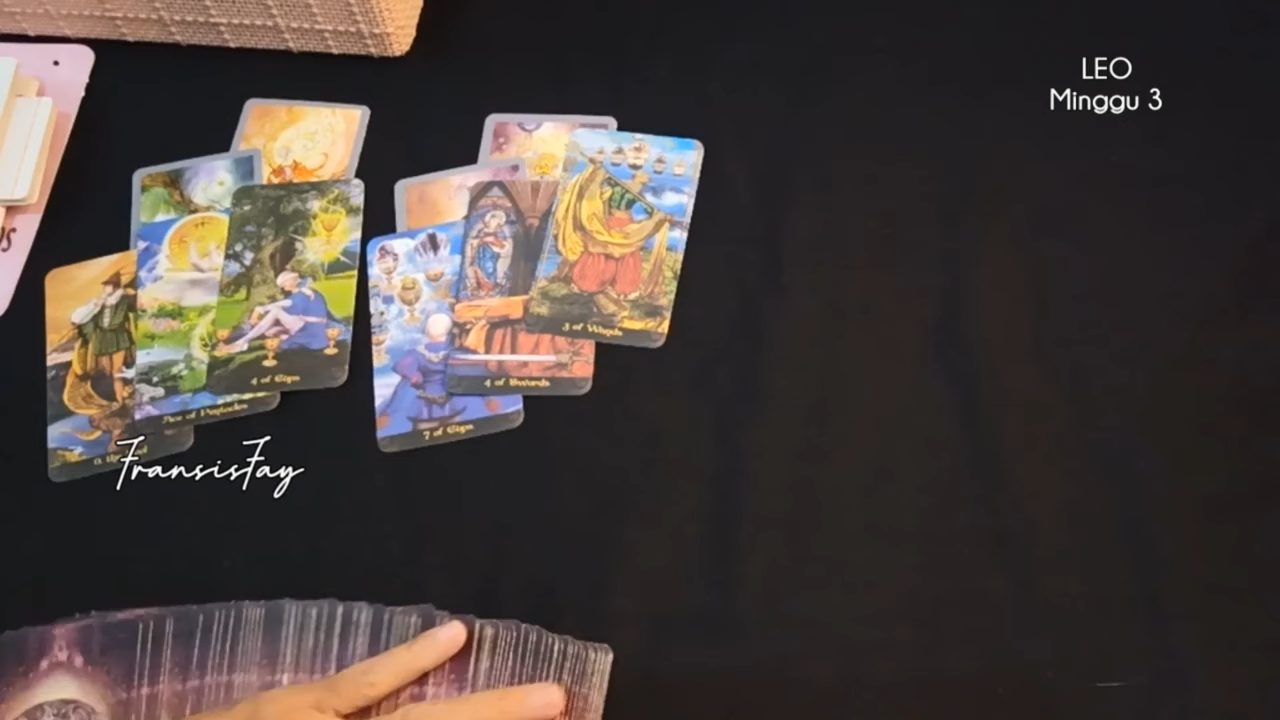 LEO
Minggu 3
3 of Wands
4 of Cups
4 of Swords
Ace of Pentacles
7 of Cups
FransisFay